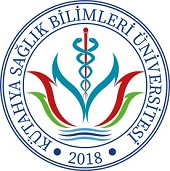 KÜTAHYA SAĞLIK BİLİMLERİ ÜNİVERSİTESİ
• 2018 •